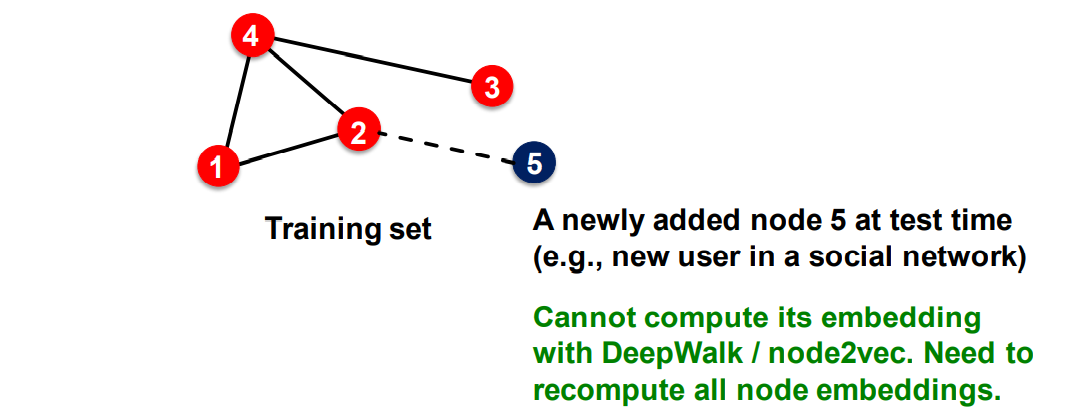 4
3
2
1
5
Training set
A newly added node 5 at test time
(e.g., new user in a social network)
Cannot compute its embedding
with DeepWalk / node2vec. Need to
recompute all node embeddings.